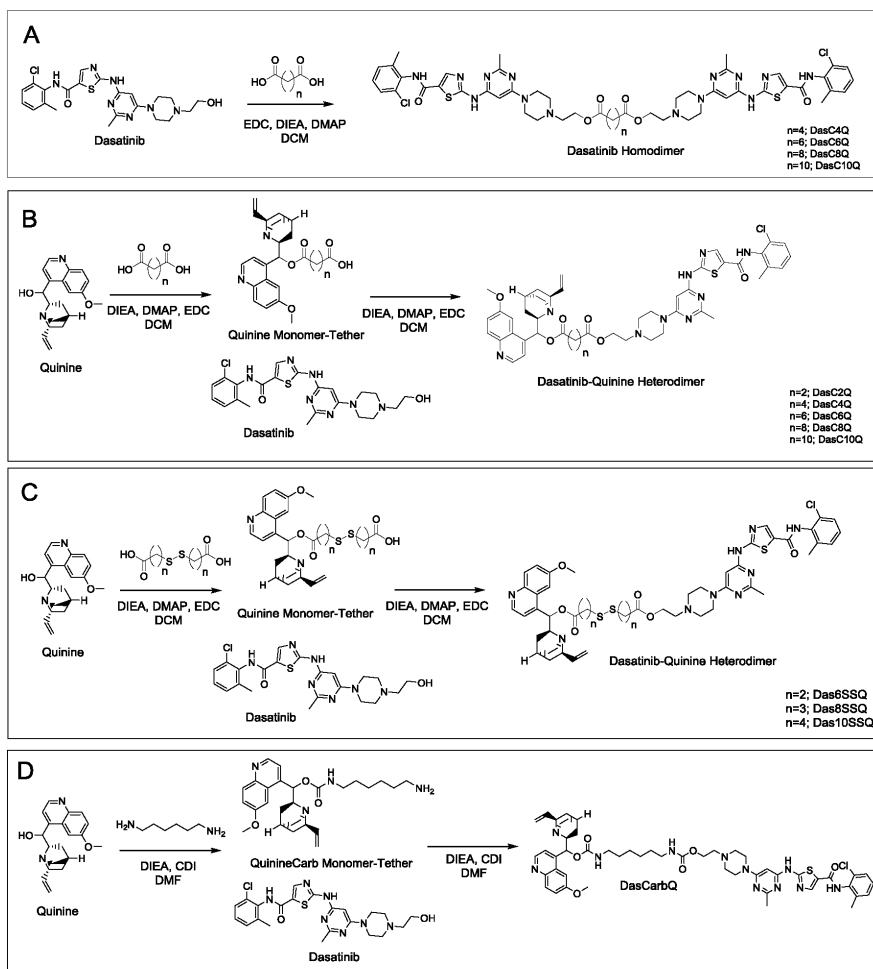 A
Dasatinib
EDC, DIEA, DMAP
DCM
Dasatinib Homodimer
n=4; DasC4Q
n=6; DasC6Q
n=8; DasC8Q
n=10; DasC10Q
B
Quinine
DIEA, DMAP, EDC
DCM
Quinine Monomer-Tether
Dasatinib
DIEA, DMAP, EDC
DCM
Dasatinib-Quinine Heterodimer
n=2; DasC2Q
n=4; DasC4Q
n=6; DasC6Q
n=8; DasC8Q
n=10; DasC10Q
C
Quinine
DIEA, DMAP, EDC
DCM
Quinine Monomer-Tether
Dasatinib
DIEA, DMAP, EDC
DCM
Dasatinib-Quinine Heterodimer
n=2; Das6SSQ
n=3; Das8SSQ
n=4; Das10SSQ
D
Quinine
DIEA, CDI
DMF
QuinineCarb Monomer-Tether
Dasatinib
DIEA, CDI
DMF
DasCarbQ